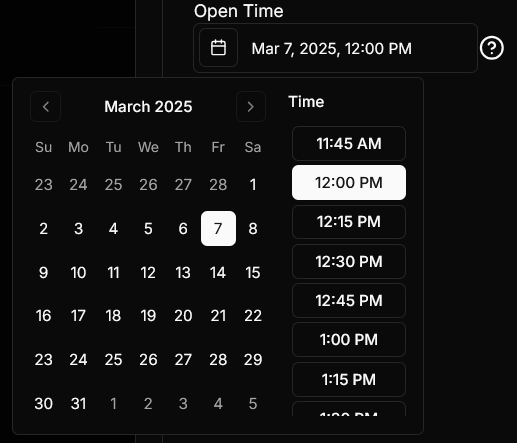 Open Time
Mar 7, 2025, 12:00 PM
March 2025
Su Mo Tu We Th Fr Sa
23 24 25 26 27 28 1
2 3 4 5 6 7 8
9 10 11 12 13 14 15
16 17 18 19 20 21 22
23 24 25 26 27 28 29
30 31 1 2 3 4 5
Time
11:45 AM
12:00 PM
12:15 PM
12:30 PM
12:45 PM
1:00 PM
1:15 PM